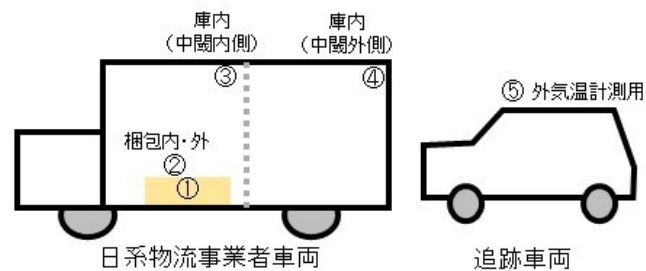 庫内
(中閾内側)
庫内
(中閾外側)
③
④
⑤ 外気温計測用
梱包内・外
②
①
日系物流事業者車両
追跡車両